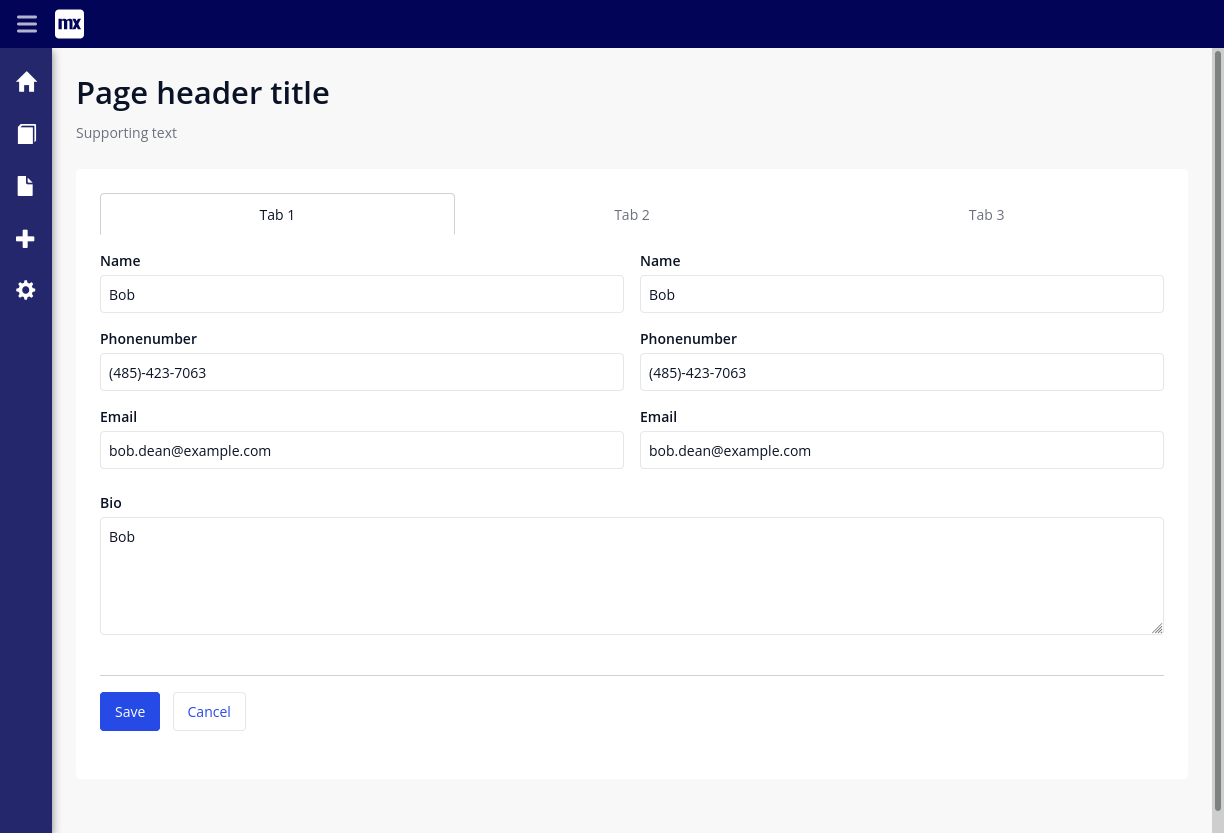 mx
Page header title
Supporting text
Tab 1 Tab 2 Tab 3
Name Name
Bob Bob
Phonenumber Phonenumber
(485)-423-7063 (485)-423-7063
Email Email
bob.dean@example.com bob.dean@example.com
Bio
Bob
Save Cancel